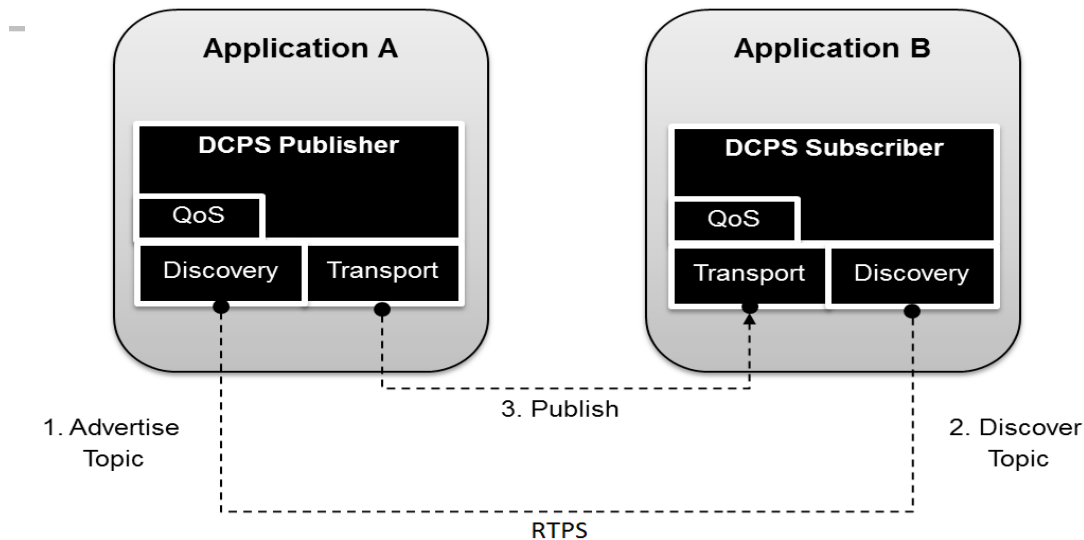 Application A
DCPS Publisher
QoS
Discovery
Transport
Application B
DCPS Subscriber
QoS
Transport
Discovery
3. Publish
1. Advertise
Topic
2. Discover
Topic
RTPS